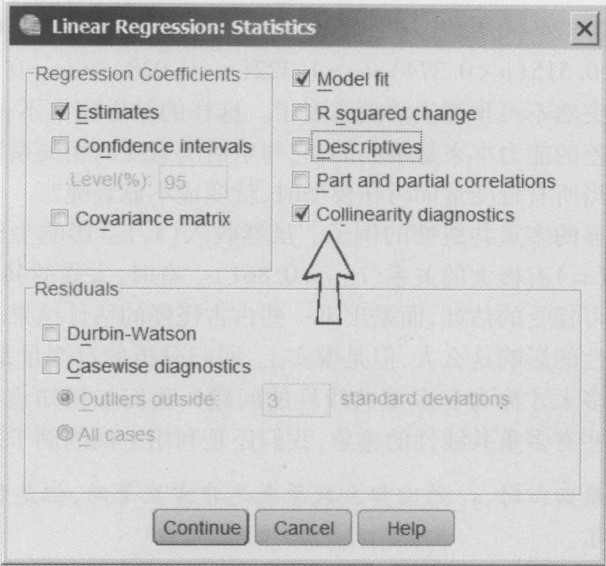 Linear Regression: Statistics
Regression Coefficients
Estimates
Confidence intervals
Level(%): 95
Covariance matrix
Model fit
R squared change
Descriptives
Part and partial correlations
Collinearity diagnostics
Residuals
Durbin-Watson
Casewise diagnostics
Outliers outside: 3 standard deviations
All cases
Continue Cancel Help